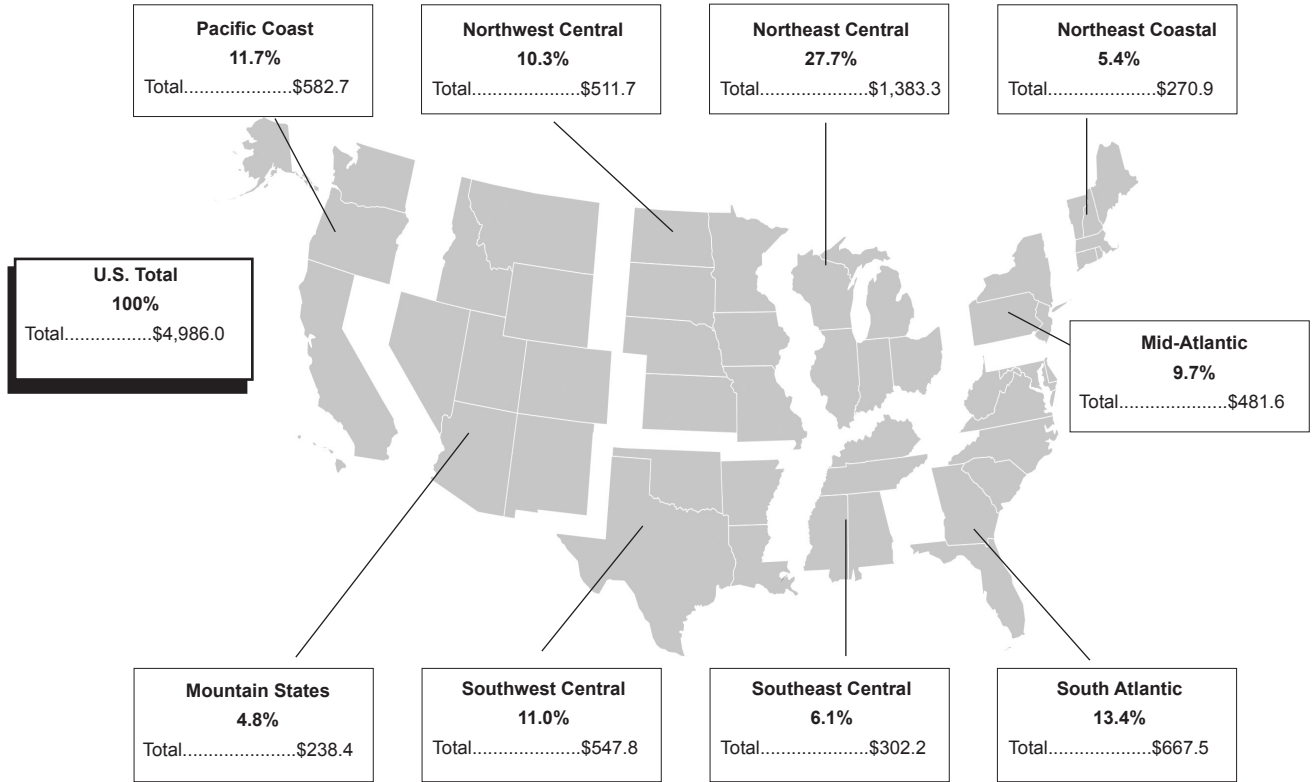 Pacific Coast
11.7%
Total.....................$582.7
Northwest Central
10.3%
Total.....................$511.7
Northeast Central
27.7%
Total.....................$1,383.3
Northeast Coastal
5.4%
Total.....................$270.9
U.S. Total
100%
Total.................$4,986.0
Mid-Atlantic
9.7%
Total.....................$481.6
Mountain States
4.8%
Total.....................$238.4
Southwest Central
11.0%
Total.....................$547.8
Southeast Central
6.1%
Total.....................$302.2
South Atlantic
13.4%
Total.....................$667.5